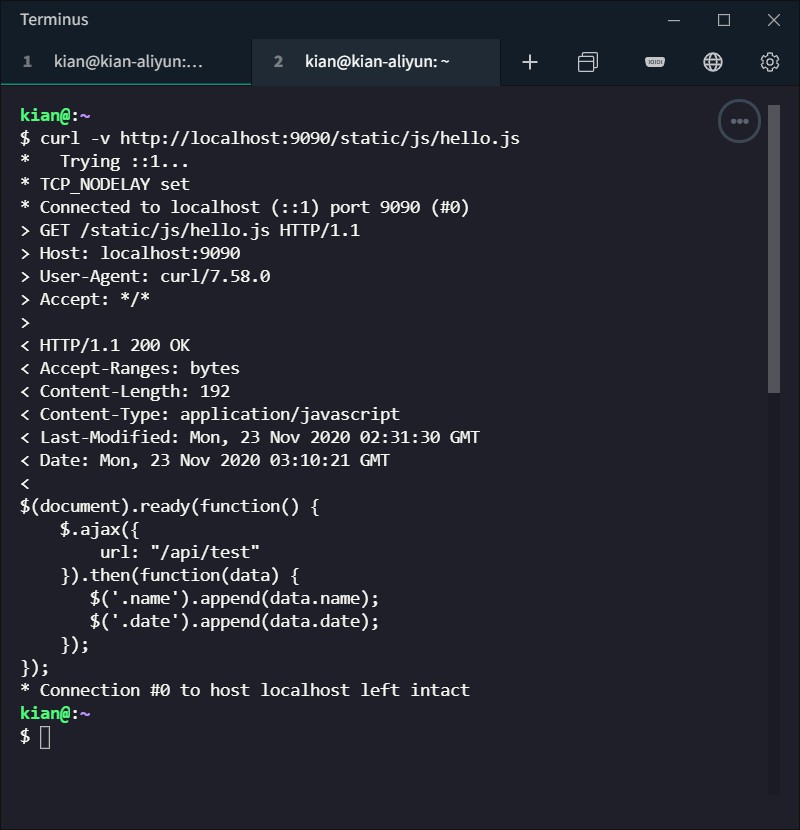 Terminus
1 kian@kian-aliyun:...
2 kian@kian-aliyun: ~
kian@:~
$ curl -v http://localhost:9090/static/js/hello.js
*   Trying ::1...
* TCP_NODELAY set
* Connected to localhost (::1) port 9090 (#0)
> GET /static/js/hello.js HTTP/1.1
> Host: localhost:9090
> User-Agent: curl/7.58.0
> Accept: */*
>
< HTTP/1.1 200 OK
< Accept-Ranges: bytes
< Content-Length: 192
< Content-Type: application/javascript
< Last-Modified: Mon, 23 Nov 2020 02:31:30 GMT
< Date: Mon, 23 Nov 2020 03:10:21 GMT
<
$(document).ready(function() {
    $.ajax({
        url: "/api/test"
    }).then(function(data) {
       $('.name').append(data.name);
       $('.date').append(data.date);
    });
});
* Connection #0 to host localhost left intact
kian@:~
$